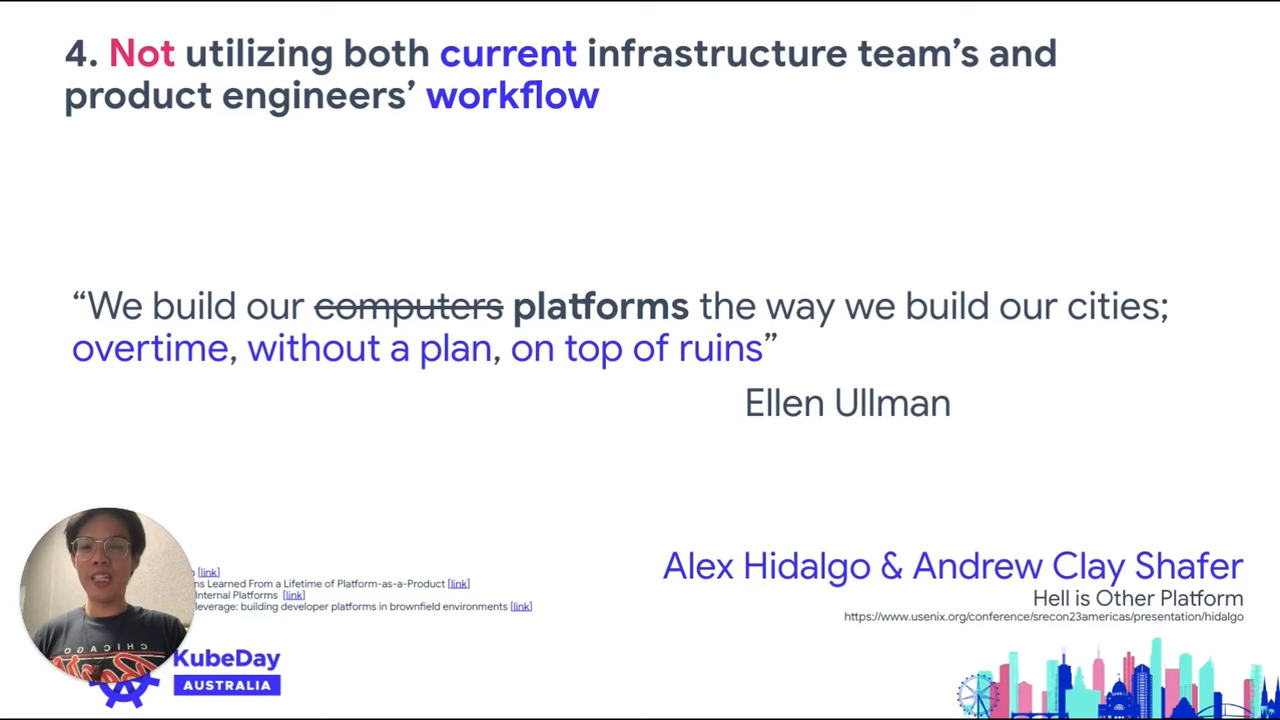 4. Not utilizing both current infrastructure team's and
product engineers' workflow
“We build our computers platforms the way we build our cities;
overtime, without a plan, on top of ruins”
Ellen Ullman
[link]
Learned From a Lifetime of Platform-as-a-Product [link]
Internal Platforms [link]
leverage: building developer platforms in brownfield environments [link]
Alex Hidalgo & Andrew Clay Shafer
Hell is Other Platform
https://www.usenix.org/conference/srecon23americas/presentation/hidalgo
CHICAGO
KubeDay
AUSTRALIA